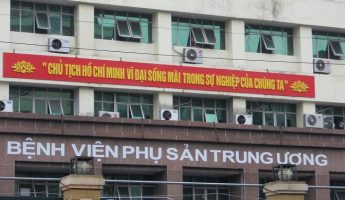 "CHỦ TỊCH HỒ CHÍ MINH VĨ ĐẠI SỐNG MÃI TRONG SỰ NGHIỆP CỦA CHÚNG TA"
BỆNH VIỆN PHỤ SẢN TRUNG ƯƠNG